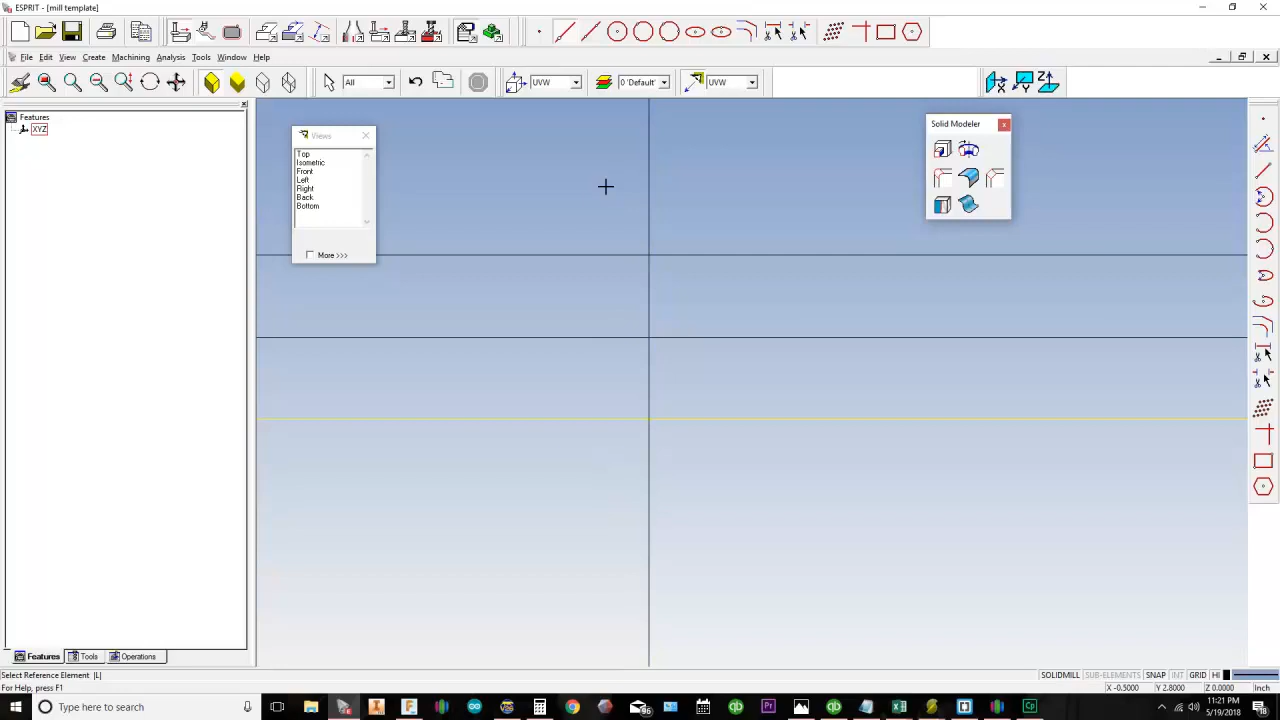 ESPRIT - [mill template]
File Edit View Create Machining Analysis Tools Window Help
All
UVW
0 'Default'
UVW
Features
XYZ
Views
Top
Isometric
Front
Left
Right
Back
Bottom
More >>>
Solid Modeler
Features Tools Operations
Select Reference Element |L|
SOLIDMILL SUB-ELEMENTS SNAP INT GRID HI
For Help, press F1
X -0.5000 Y 2.8000 Z 0.0000 Inch
Type here to search
11:21 PM
5/19/2018